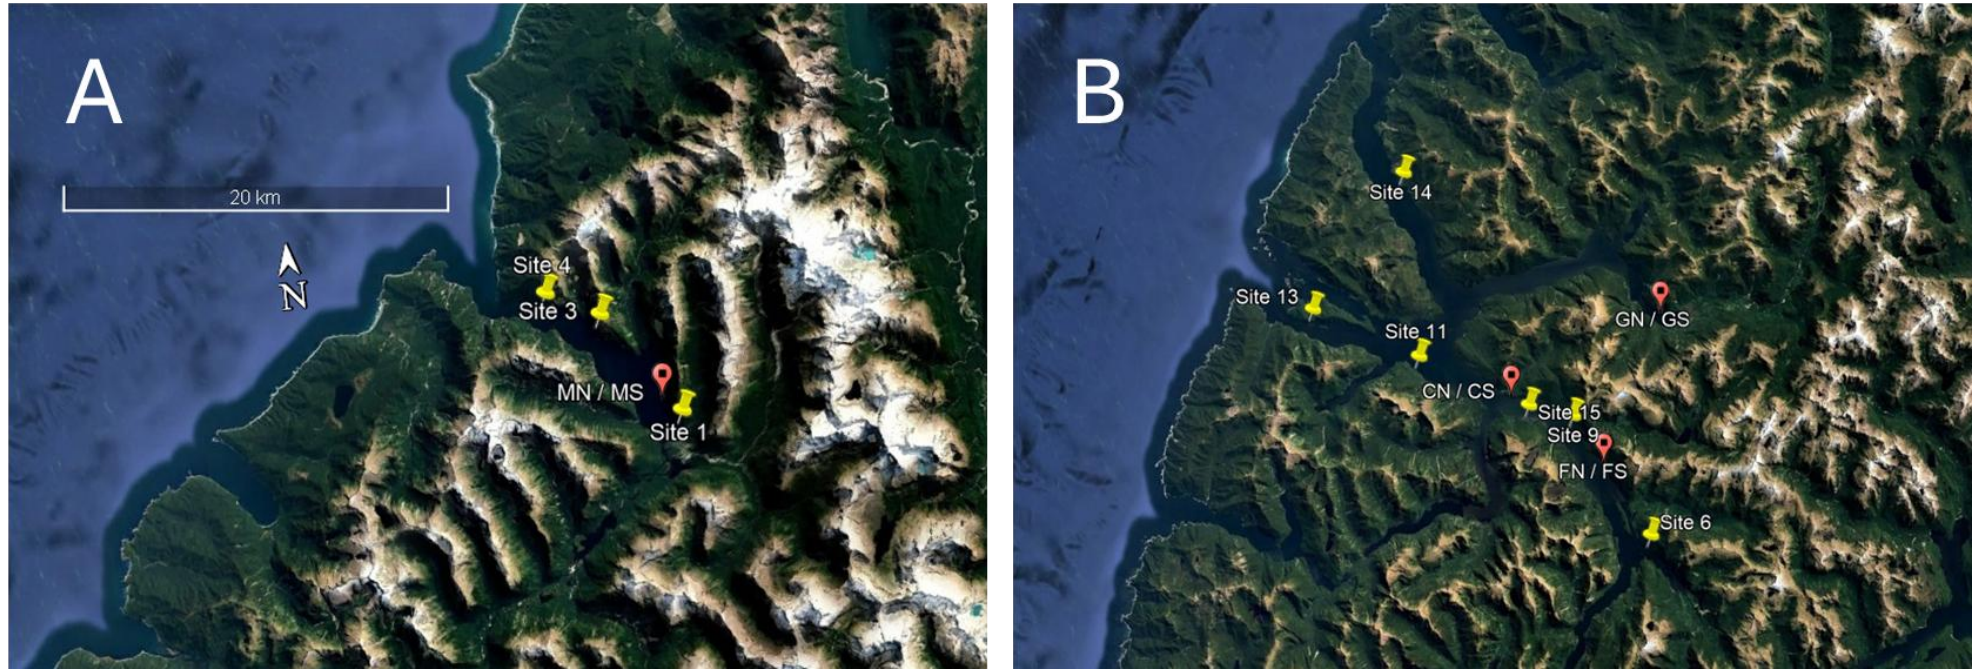 A
20 km
N
Site 4
Site 3
MN / MS
Site 1
B
Site 14
Site 13
GN / GS
Site 11
CN / CS
Site 15
Site 9
FN / FS
Site 6